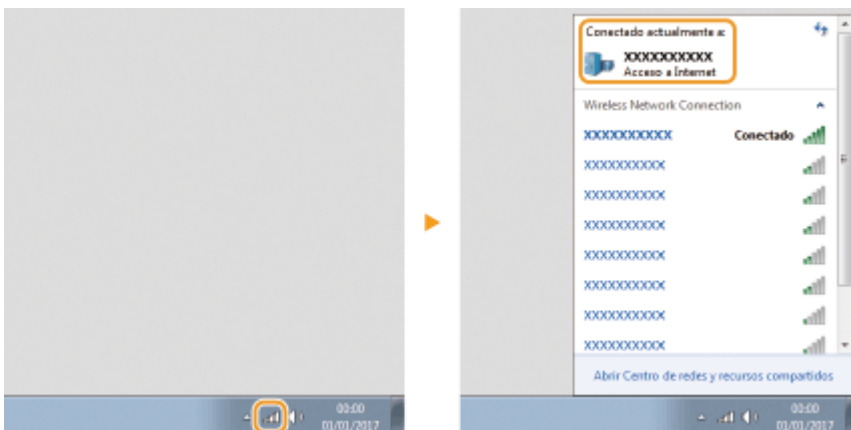 00:00
01/01/2017
Conectado actualmente a:
XXXXXXXXXX
Acceso a Internet
Wireless Network Connection
XXXXXXXXXX Conectado
XXXXXXXXXX
XXXXXXXXXX
XXXXXXXXXX
XXXXXXXXXX
XXXXXXXXXX
XXXXXXXXXX
XXXXXXXXXX
Abrir Centro de redes y recursos compartidos
00:00
01/01/2017